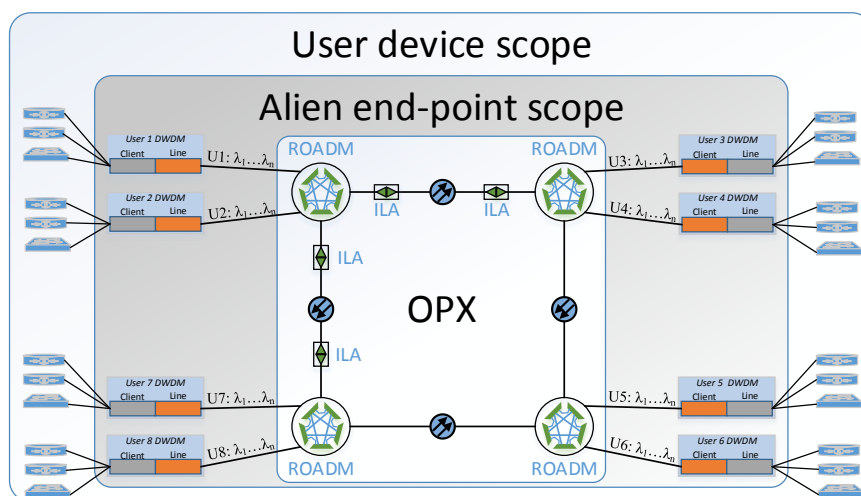 User device scope
Alien end-point scope
User 1 DWDM
Client Line
U1: λ1…λn
User 2 DWDM
Client Line
U2: λ1…λn
ROADM
ROADM
ILA
ILA
ILA
ILA
OPX
User 3 DWDM
Line Client
U3: λ1…λn
User 4 DWDM
Line Client
U4: λ1…λn
User 7 DWDM
Client Line
U7: λ1…λn
User 8 DWDM
Client Line
U8: λ1…λn
ROADM
ROADM
User 5 DWDM
Line Client
U5: λ1…λn
User 6 DWDM
Line Client
U6: λ1…λn